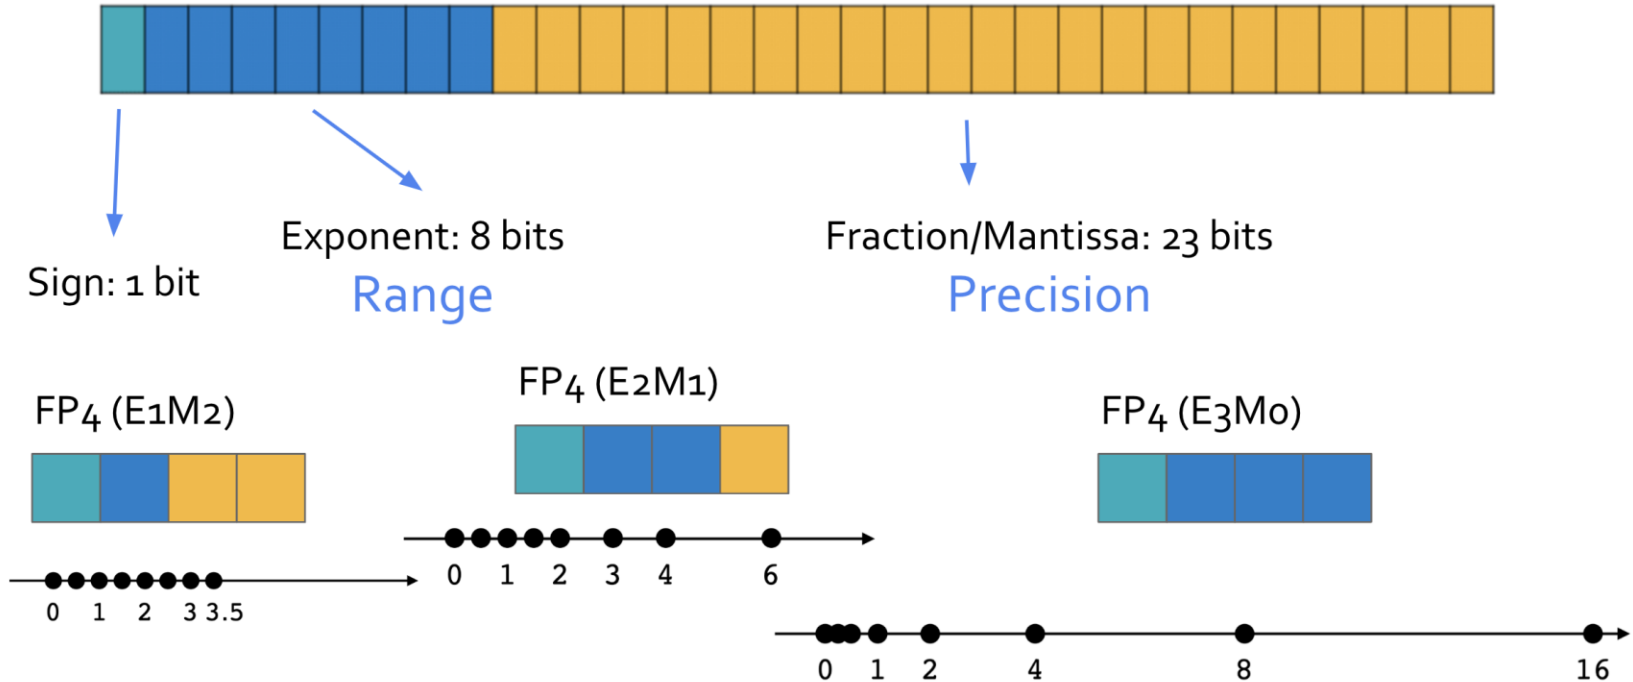 Sign: 1 bit
Exponent: 8 bits
Range
Fraction/Mantissa: 23 bits
Precision
FP4 (E1M2)
0 1 2 3 3.5
FP4 (E2M1)
0 1 2 3 4 6
FP4 (E3M0)
0 1 2 4 8 16